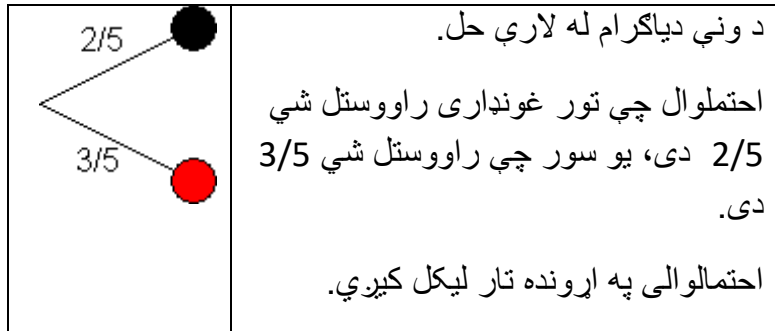 2/5
3/5
د ونې دیاګرام له لارې حل.
احتملوال چې تور غونډاری راووستل شي
2/5 دی، یو سور چې راووستل شي 3/5
دی.
احتمالوالی په اړونده تار لیکل کیږي.